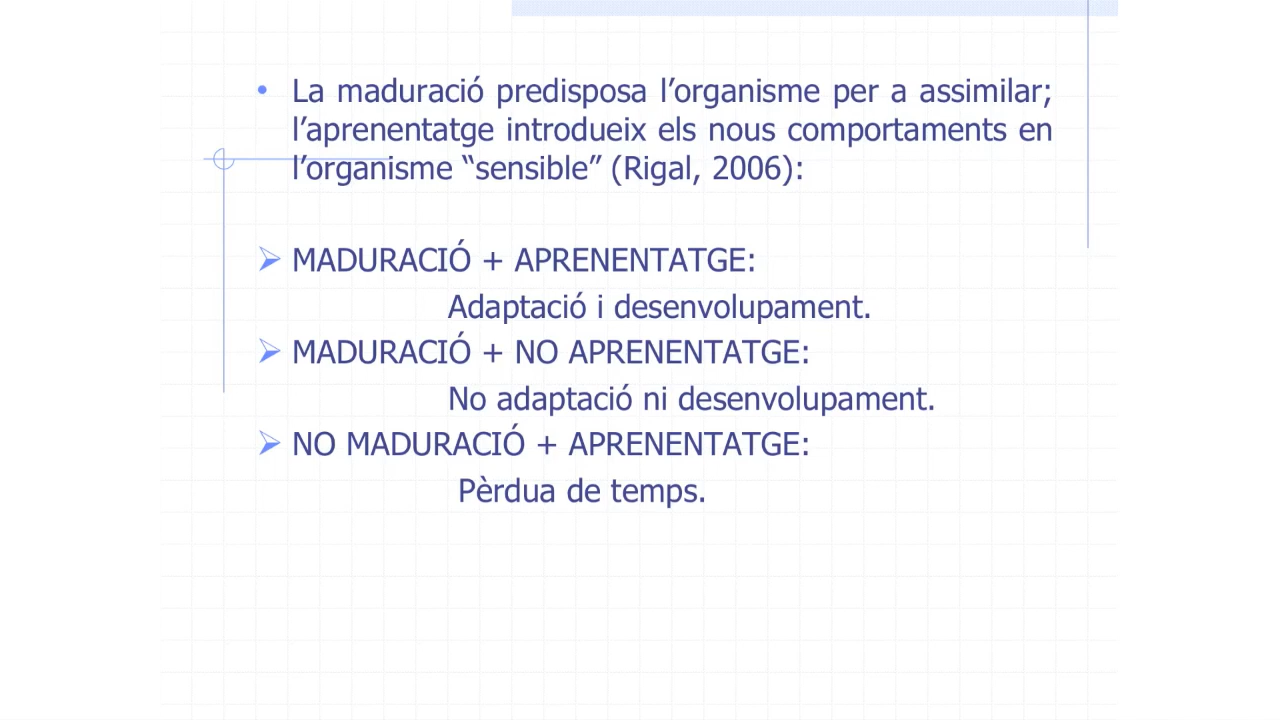 • La maduració predisposa l’organisme per a assimilar;
l’aprenentatge introdueix els nous comportaments en
l’organisme “sensible” (Rigal, 2006):
➢ MADURACIÓ + APRENENTATGE:
Adaptació i desenvolupament.
➢ MADURACIÓ + NO APRENENTATGE:
No adaptació ni desenvolupament.
➢ NO MADURACIÓ + APRENENTATGE:
Pèrdua de temps.